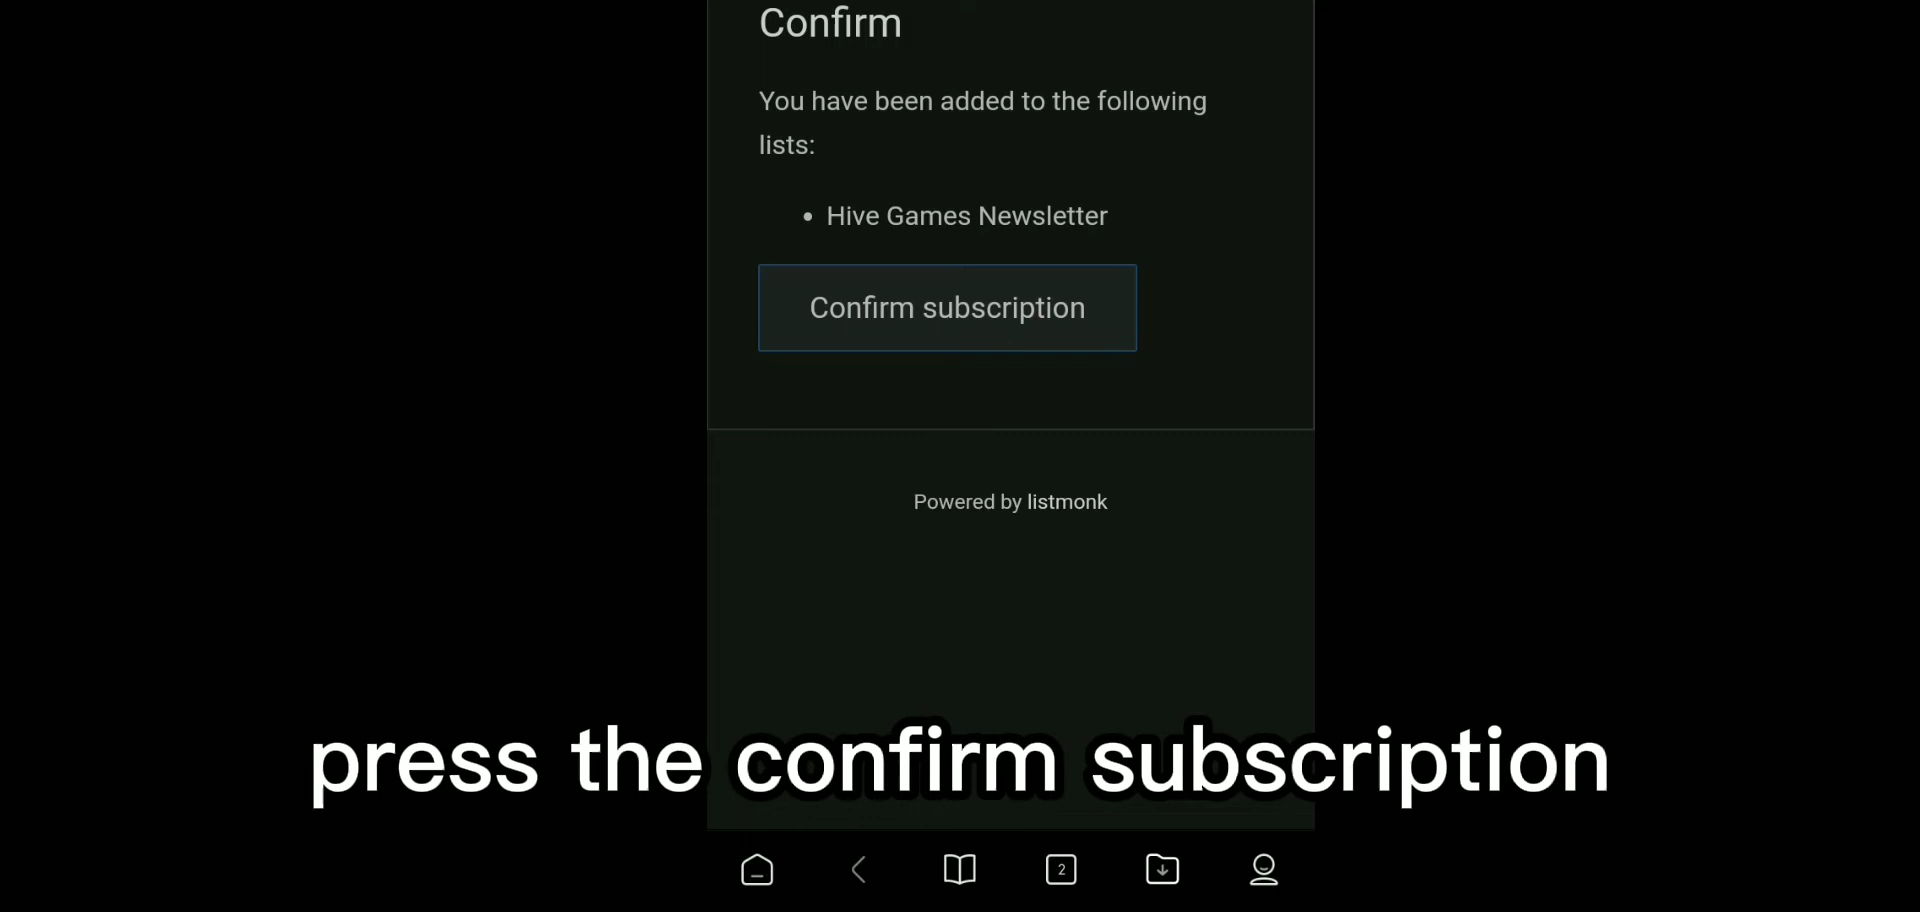 Confirm
You have been added to the following
lists:
• Hive Games Newsletter
Confirm subscription
Powered by listmonk
press the confirm subscription
2